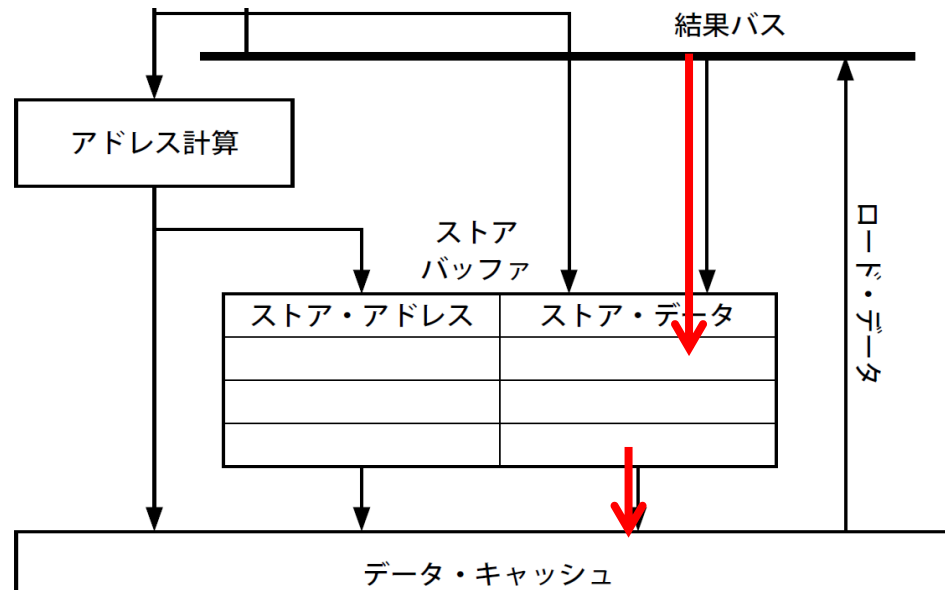 結果バス
アドレス計算
ストア
バッファ
ストア・アドレス
ストア・データ
ロード・データ
データ・キャッシュ